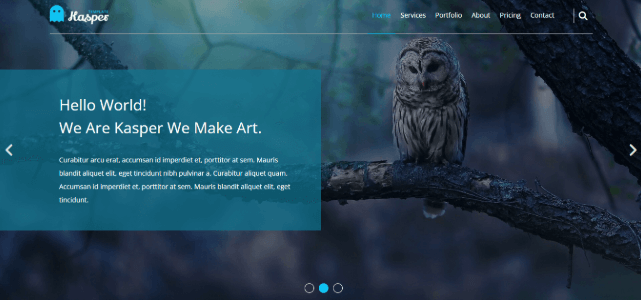 TEMPLATE
Kasper
Home Services Portfolio About Pricing Contact
Hello World!
We Are Kasper We Make Art.
Curabitur arcu erat, accumsan id imperdiet et, porttitor at sem. Mauris
blandit aliquet elit, eget tincidunt nibh pulvinar a. Curabitur aliquet quam.
Accumsan id imperdiet et, porttitor at sem. Mauris blandit aliquet elit, eget
tincidunt.